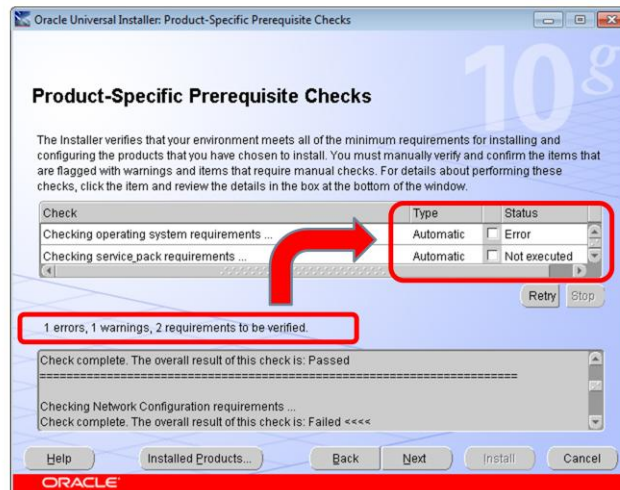 Oracle Universal Installer: Product-Specific Prerequisite Checks
10g
Product-Specific Prerequisite Checks
The Installer verifies that your environment meets all of the minimum requirements for installing and
configuring the products that you have chosen to install. You must manually verify and confirm the items that
are flagged with warnings and items that require manual checks. For details about performing these
checks, click the item and review the details in the box at the bottom of the window.
Check Type Status
Checking operating system requirements ... Automatic Error
Checking service_pack requirements ... Automatic Not executed
Retry Stop
1 errors, 1 warnings, 2 requirements to be verified.
Check complete. The overall result of this check is: Passed
========================================================================
Checking Network Configuration requirements ...
Check complete. The overall result of this check is: Failed <<<<
Help Installed Products... Back Next Install Cancel
ORACLE